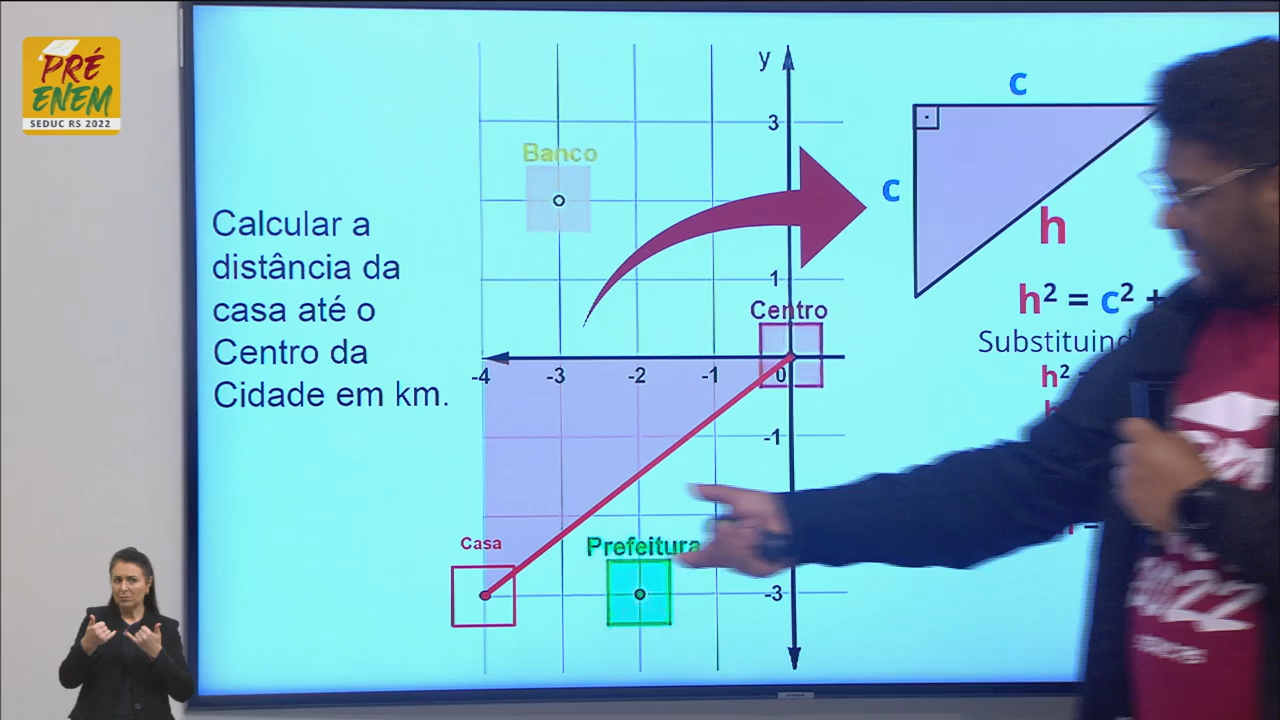 PRÉ
ENEM
SEDUC RS 2022
Calcular a
distância da
casa até o
Centro da
Cidade em km.
y
3
Banco
1
Centro
-4 -3 -2 -1 0
-1
Casa
Prefeitura
-3
c
c
h
h² = c² +
h²
2022